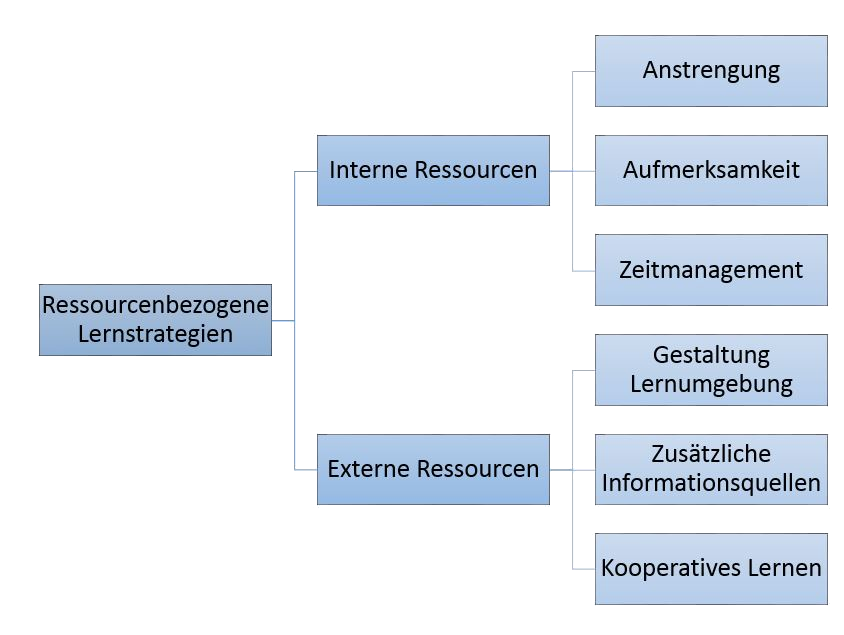 Ressourcenbezogene
Lernstrategien
Interne Ressourcen
Anstrengung
Aufmerksamkeit
Zeitmanagement
Externe Ressourcen
Gestaltung
Lernumgebung
Zusätzliche
Informationsquellen
Kooperatives Lernen